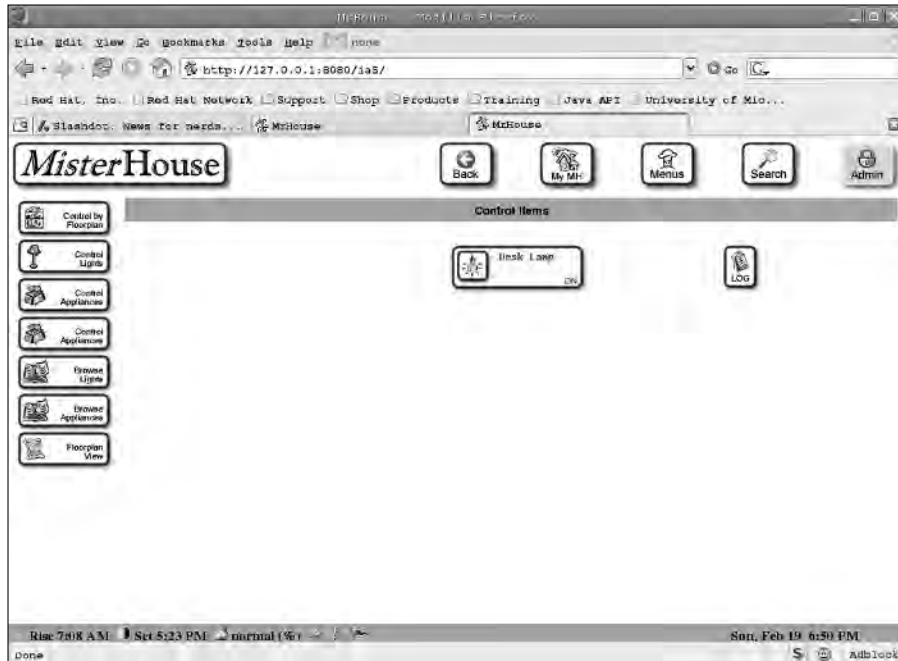 MrHouse - Mozilla Firefox
File Edit View Go Bookmarks Tools Help none
http://127.0.0.1:8080/ia5/ Go
Red Hat, Inc. Red Hat Network Support Shop Products Training Java API University of Mic...
Slashdot: News for nerds... MrHouse MrHouse
MisterHouse Back My MH Menus Search Admin
Control Items
Control by
Floorplan
Control
Lights
Control
Appliances
Control
Appliances
Browse
Lights
Browse
Appliances
Floorplan
View
Desk Lamp
ON
LOG
Rise 7:08 AM Set 5:23 PM normal (%) Sun, Feb 19 6:50 PM
Done S Adblock